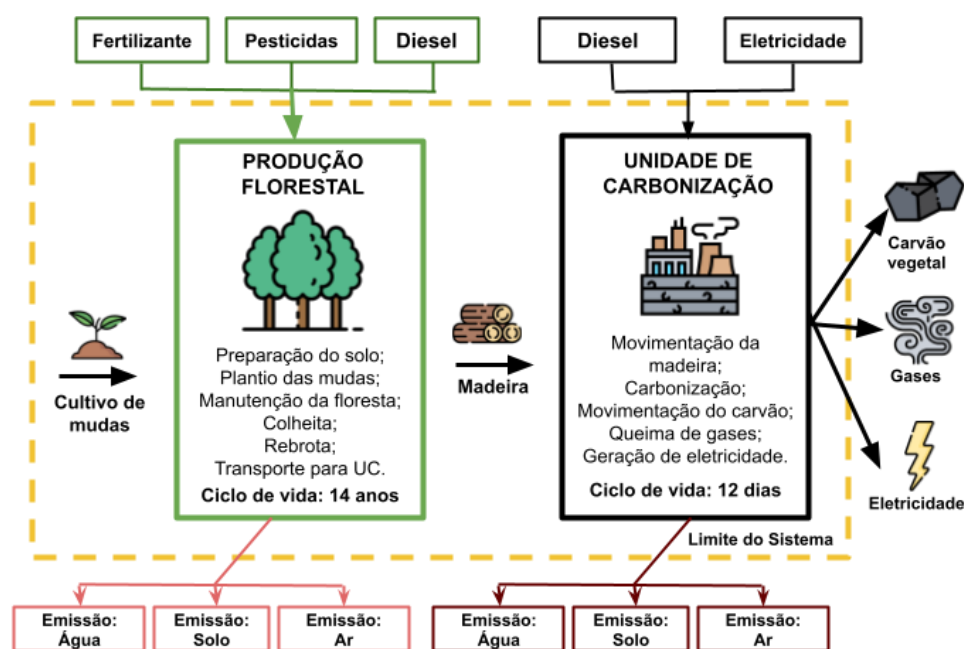 Fertilizante
Pesticidas
Diesel
Diesel
Eletricidade
PRODUÇÃO
FLORESTAL
Preparação do solo;
Plantio das mudas;
Manutenção da floresta;
Colheita;
Rebrota;
Transporte para UC.
Ciclo de vida: 14 anos
Cultivo de
mudas
Madeira
UNIDADE DE
CARBONIZAÇÃO
Movimentação da
madeira;
Carbonização;
Movimentação do carvão;
Queima de gases;
Geração de eletricidade.
Ciclo de vida: 12 dias
Carvão
vegetal
Gases
Eletricidade
Limite do Sistema
Emissão:
Água
Emissão:
Solo
Emissão:
Ar
Emissão:
Água
Emissão:
Solo
Emissão:
Ar